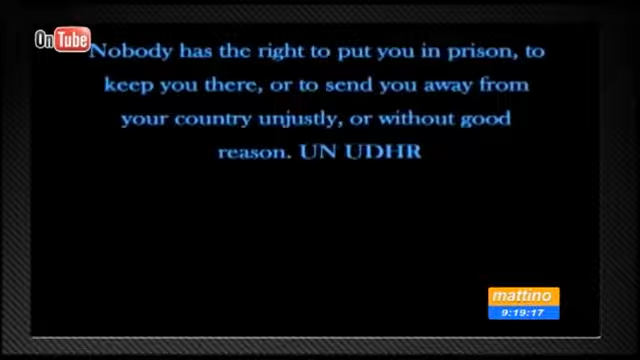 OnTube
Nobody has the right to put you in prison, to
keep you there, or to send you away from
your country unjustly, or without good
reason. UN UDHR
mattino
9:19:17